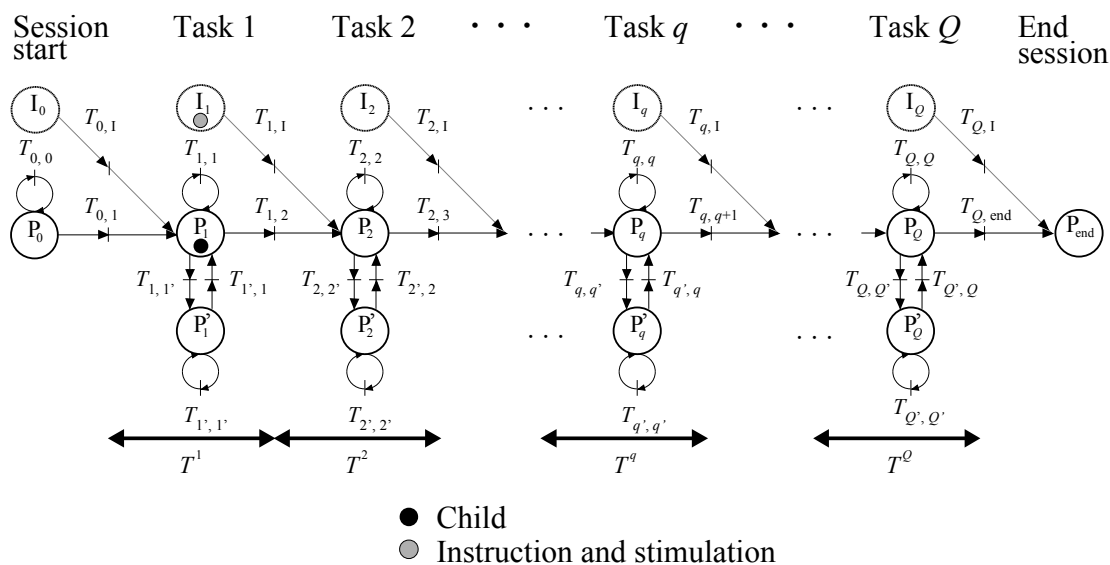 Session start Task 1 Task 2 · · · Task q · · · Task Q End session
I0 I1 I2 · · · Iq · · · IQ
T0, I T1, I T2, I Tq, I TQ, I
T0, 0 T1, 1 T2, 2 Tq, q TQ, Q
T0, 1 T1, 2 T2, 3 Tq, q+1 TQ, end
P0 P1 P2 · · · Pq · · · PQ Pend
T1, 1’ T1’, 1 T2, 2’ T2’, 2 Tq, q’ Tq’, q TQ, Q’ TQ’, Q
P’1 P’2 · · · P’q · · · P’Q
T1’, 1’ T2’, 2’ Tq’, q’ TQ’, Q’
T1 T2 Tq TQ
Child
Instruction and stimulation